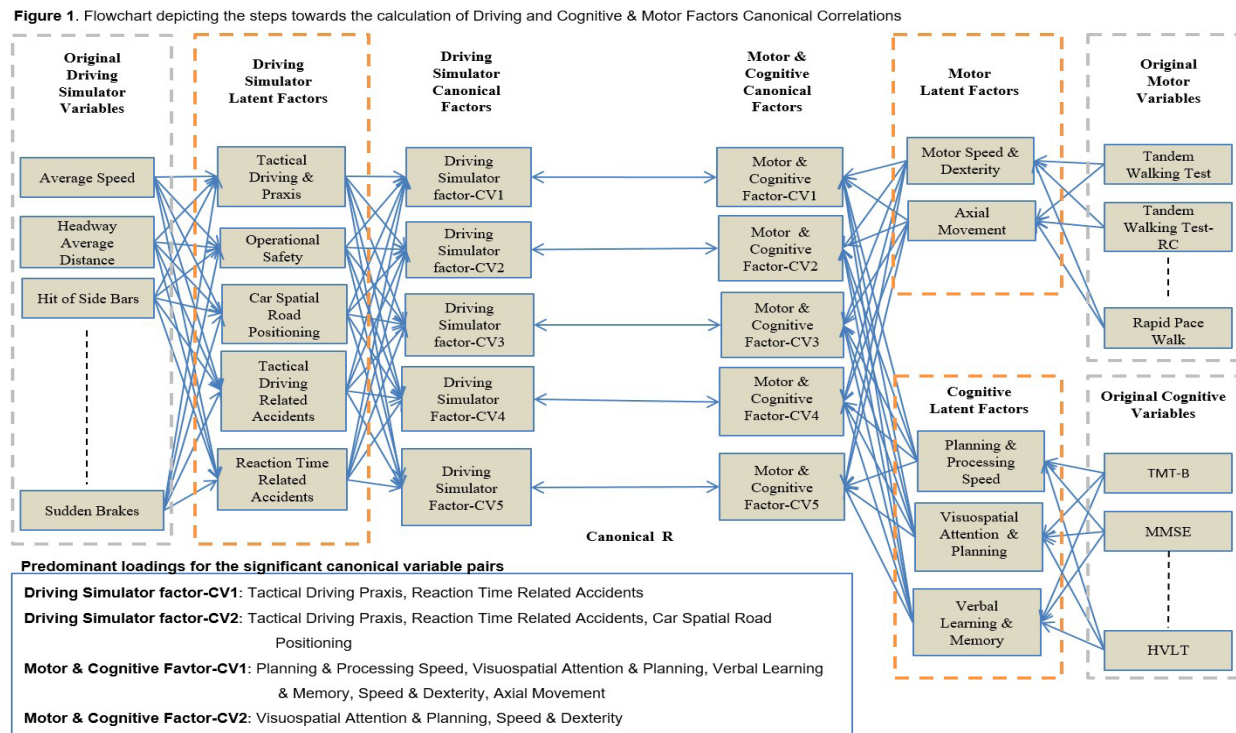 Figure 1. Flowchart depicting the steps towards the calculation of Driving and Cognitive & Motor Factors Canonical Correlations
Original
Driving
Simulator
Variables
Average Speed
Headway
Average
Distance
Hit of Side Bars
Sudden Brakes
Driving
Simulator
Latent Factors
Tactical
Driving &
Praxis
Operational
Safety
Car Spatial
Road
Positioning
Tactical
Driving
Related
Accidents
Reaction Time
Related
Accidents
Driving
Simulator
Canonical
Factors
Driving
Simulator
factor-CV1
Driving
Simulator
factor-CV2
Driving
Simulator
factor-CV3
Driving
Simulator
Factor-CV4
Driving
Simulator
Factor-CV5
Canonical R
Motor &
Cognitive
Canonical
Factors
Motor &
Cognitive
Factor-CV1
Motor &
Cognitive
Factor-CV2
Motor &
Cognitive
Factor-CV3
Motor &
Cognitive
Factor-CV4
Motor &
Cognitive
Factor-CV5
Motor
Latent Factors
Motor Speed &
Dexterity
Axial
Movement
Cognitive
Latent Factors
Planning &
Processing
Speed
Visuospatial
Attention &
Planning
Verbal
Learning &
Memory
Original
Motor
Variables
Tandem
Walking Test
Tandem
Walking Test-
RC
Rapid Pace
Walk
Original Cognitive
Variables
TMT-B
MMSE
HVLT
Predominant loadings for the significant canonical variable pairs
Driving Simulator factor-CV1: Tactical Driving Praxis, Reaction Time Related Accidents
Driving Simulator factor-CV2: Tactical Driving Praxis, Reaction Time Related Accidents, Car Spatial Road
Positioning
Motor & Cognitive Favtor-CV1: Planning & Processing Speed, Visuospatial Attention & Planning, Verbal Learning
& Memory, Speed & Dexterity, Axial Movement
Motor & Cognitive Factor-CV2: Visuospatial Attention & Planning, Speed & Dexterity